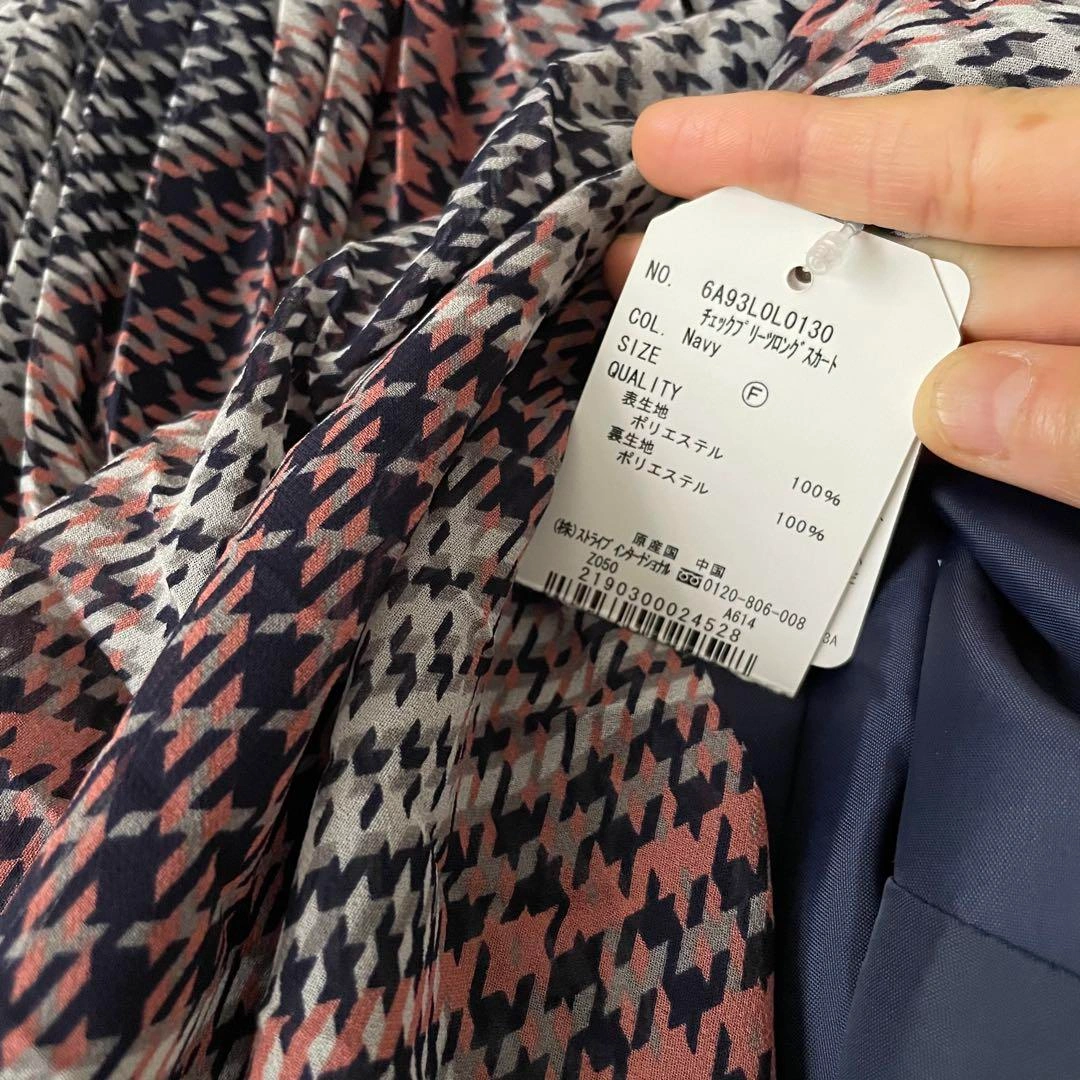 NO. 6A93L0L0130
チェックプリーツロングスカート
COL. Navy
SIZE Ⓕ
QUALITY
表生地
ポリエステル 100%
裏生地
ポリエステル 100%
原産国 中国
(株)ストライプインターナショナル 0120-806-008
Z050 A614
2190300024528
3A